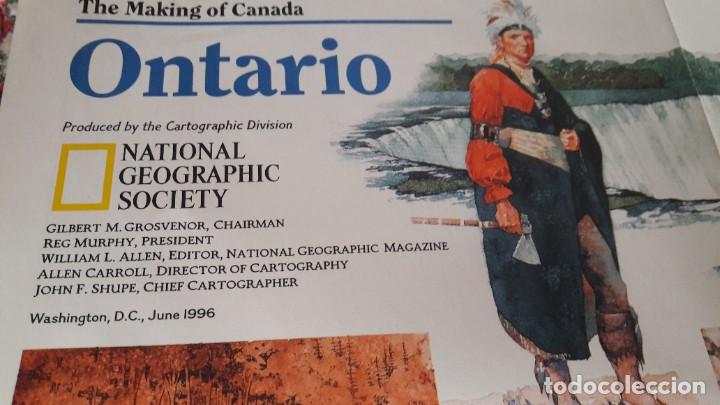 The Making of Canada
Ontario
Produced by the Cartographic Division
NATIONAL
GEOGRAPHIC
SOCIETY
GILBERT M. GROSVENOR, CHAIRMAN
REG MURPHY, PRESIDENT
WILLIAM L. ALLEN, EDITOR, NATIONAL GEOGRAPHIC MAGAZINE
ALLEN CARROLL, DIRECTOR OF CARTOGRAPHY
JOHN F. SHUPE, CHIEF CARTOGRAPHER
Washington, D.C., June 1996
todocoleccion